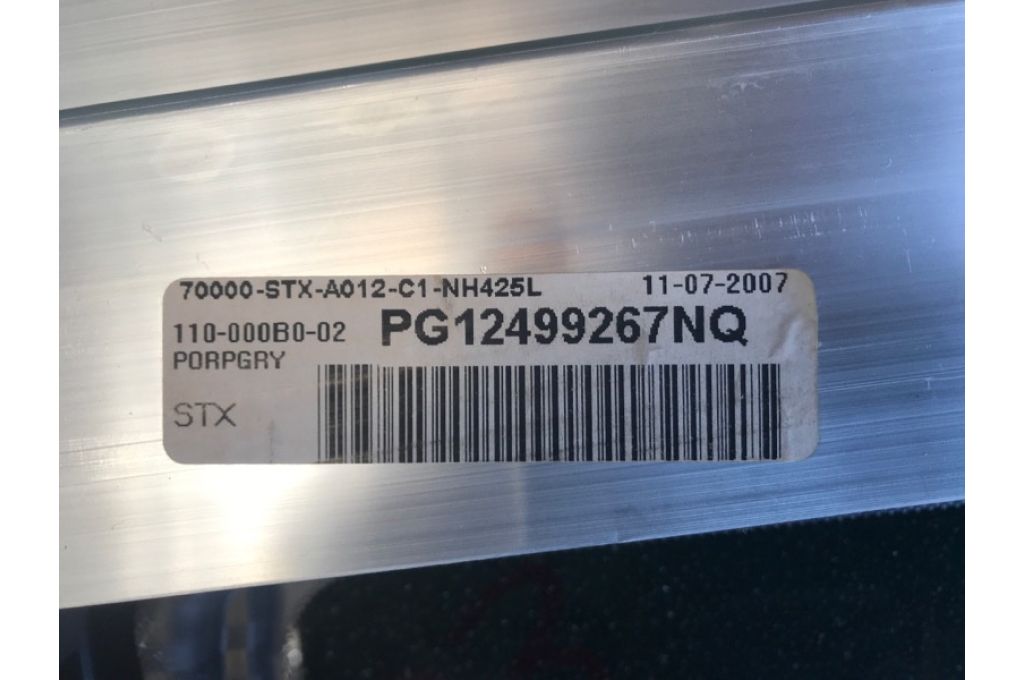 70000-STX-A012-C1-NH425L 11-07-2007
110-000B0-02 PG12499267NQ
PORPGRY
STX